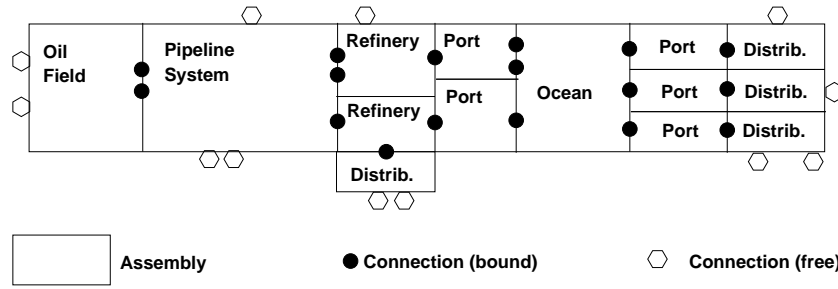 Oil
Field
Pipeline
System
Refinery
Refinery
Distrib.
Port
Port
Ocean
Port
Port
Port
Distrib.
Distrib.
Distrib.
Assembly
Connection (bound)
Connection (free)